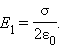 E₁ = σ / 2ε₀.